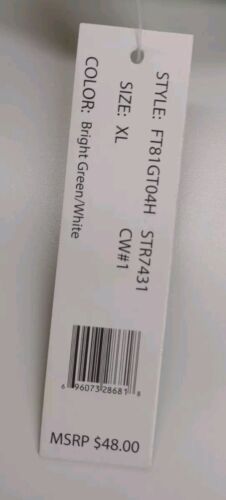 STYLE: FT81GT04H STR7431
SIZE: XL CW#1
COLOR: Bright Green/White
6 96073 28681 8
MSRP $48.00